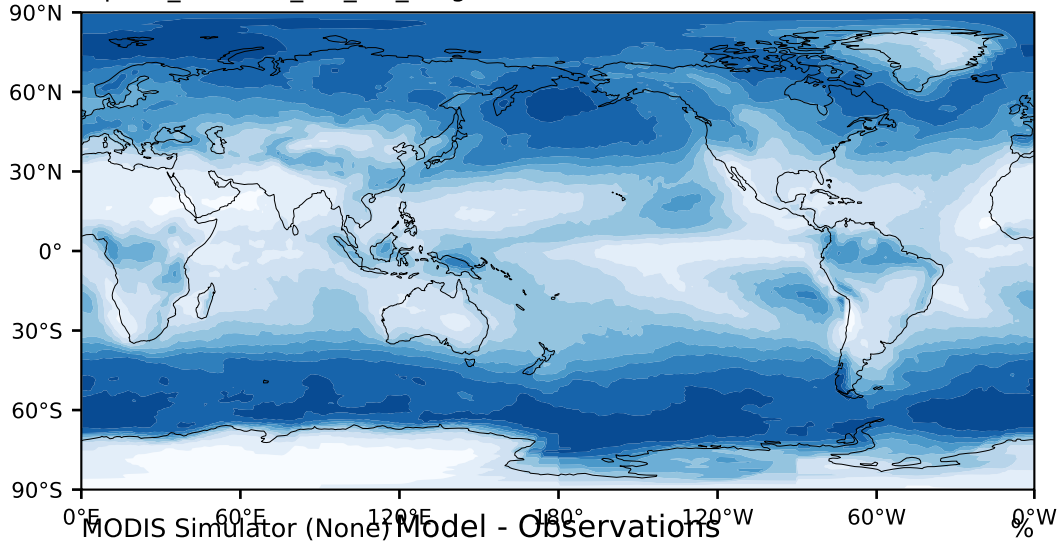 90°N
60°N
30°N
0°
30°S
60°S
90°S
0°E 60°E 120°E 180° 120°W 60°W 0°W
MODIS Simulator (None) Model - Observations %